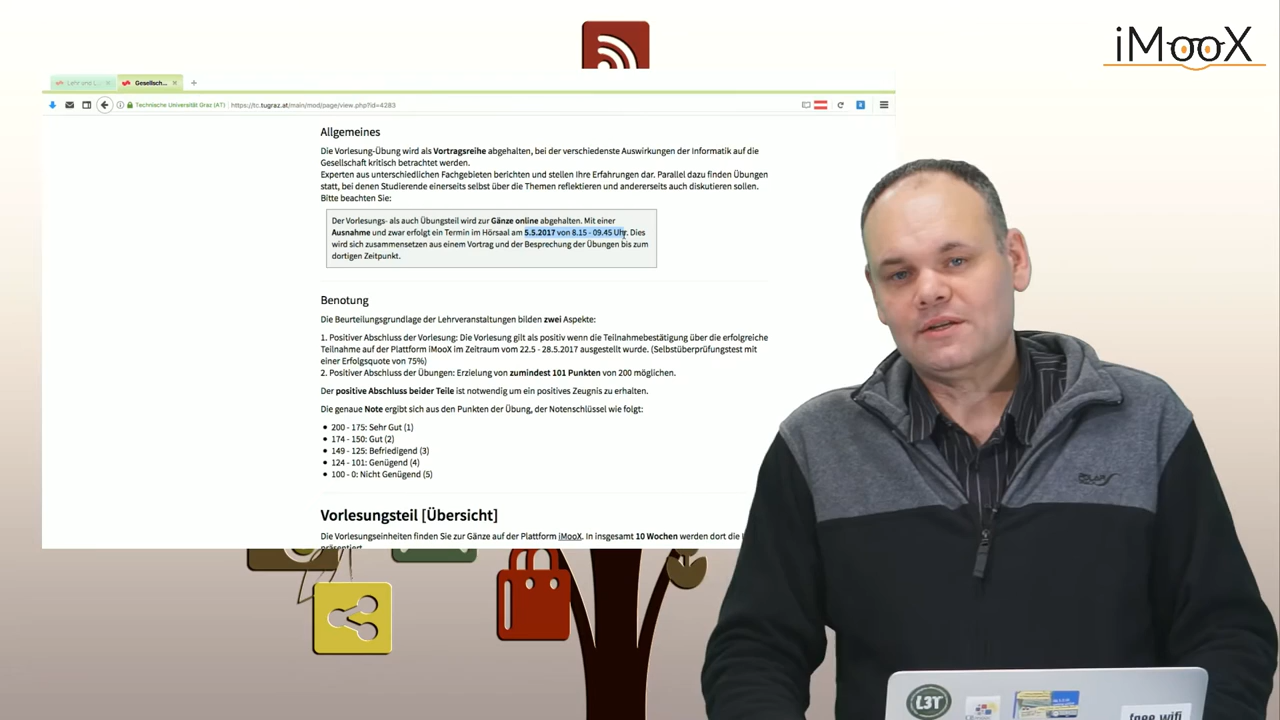 iMooX
Lehr und L...
Gesellsch...
Technische Universität Graz (AT)
https://tc.tugraz.at/main/mod/page/view.php?id=4283
Allgemeines
Die Vorlesung-Übung wird als Vortragsreihe abgehalten, bei der verschiedenste Auswirkungen der Informatik auf die
Gesellschaft kritisch betrachtet werden.
Experten aus unterschiedlichen Fachgebieten berichten und stellen Ihre Erfahrungen dar. Parallel dazu finden Übungen
statt, bei denen Studierende einerseits selbst über die Themen reflektieren und andererseits auch diskutieren sollen.
Bitte beachten Sie:
Der Vorlesungs- als auch Übungsteil wird zur Gänze online abgehalten. Mit einer
Ausnahme und zwar erfolgt ein Termin im Hörsaal am 5.5.2017 von 8.15 - 09.45 Uhr. Dies
wird sich zusammensetzen aus einem Vortrag und der Besprechung der Übungen bis zum
dortigen Zeitpunkt.
Benotung
Die Beurteilungsgrundlage der Lehrveranstaltungen bilden zwei Aspekte:
1. Positiver Abschluss der Vorlesung: Die Vorlesung gilt als positiv wenn die Teilnahmebestätigung über die erfolgreiche
Teilnahme auf der Plattform iMooX im Zeitraum vom 22.5 - 28.5.2017 ausgestellt wurde. (Selbstüberprüfungstest mit
einer Erfolgsquote von 75%)
2. Positiver Abschluss der Übungen: Erzielung von zumindest 101 Punkten von 200 möglichen.
Der positive Abschluss beider Teile ist notwendig um ein positives Zeugnis zu erhalten.
Die genaue Note ergibt sich aus den Punkten der Übung, der Notenschlüssel wie folgt:
200 - 175: Sehr Gut (1)
174 - 150: Gut (2)
149 - 125: Befriedigend (3)
124 - 101: Genügend (4)
100 - 0: Nicht Genügend (5)
Vorlesungsteil [Übersicht]
Die Vorlesungseinheiten finden Sie zur Gänze auf der Plattform iMooX. In insgesamt 10 Wochen werden dort die
präsentiert.
L3T
free wifi